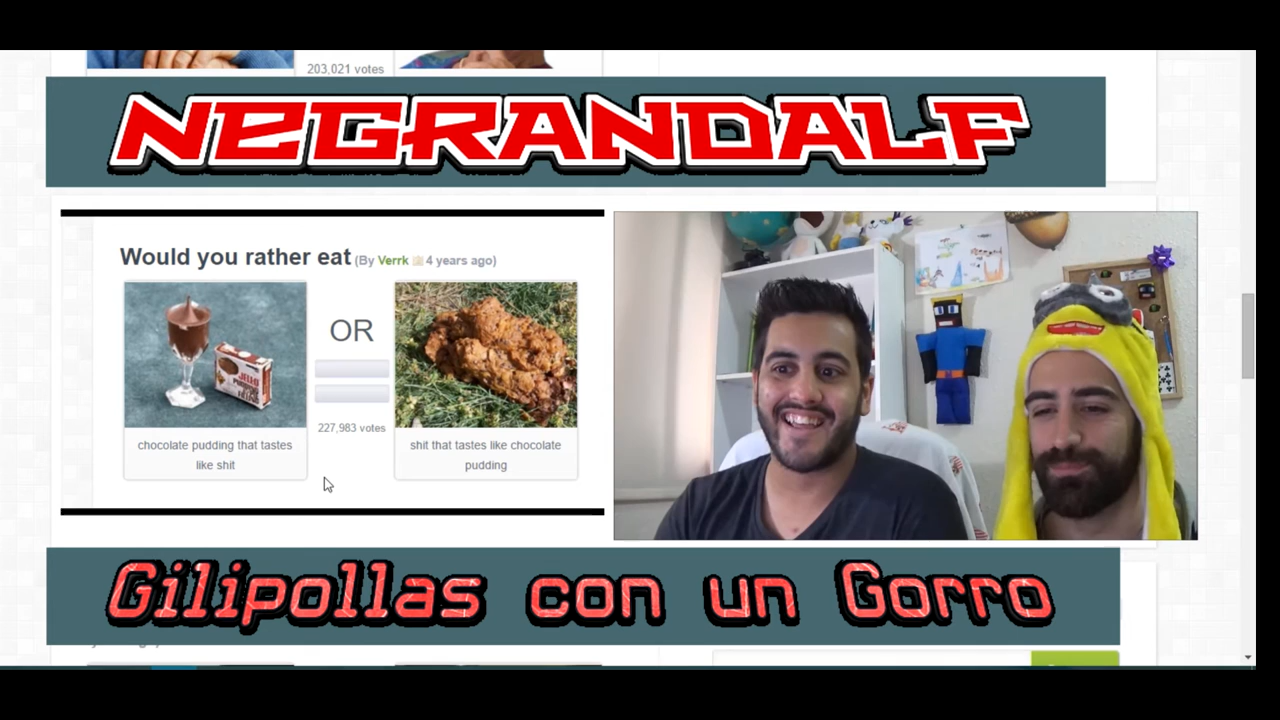 203,021 votes
NEGRANDALF
Would you rather eat (By Verrk 4 years ago)
OR
227,983 votes
chocolate pudding that tastes
like shit
shit that tastes like chocolate
pudding
JELLO
Gilipollas con un Gorro